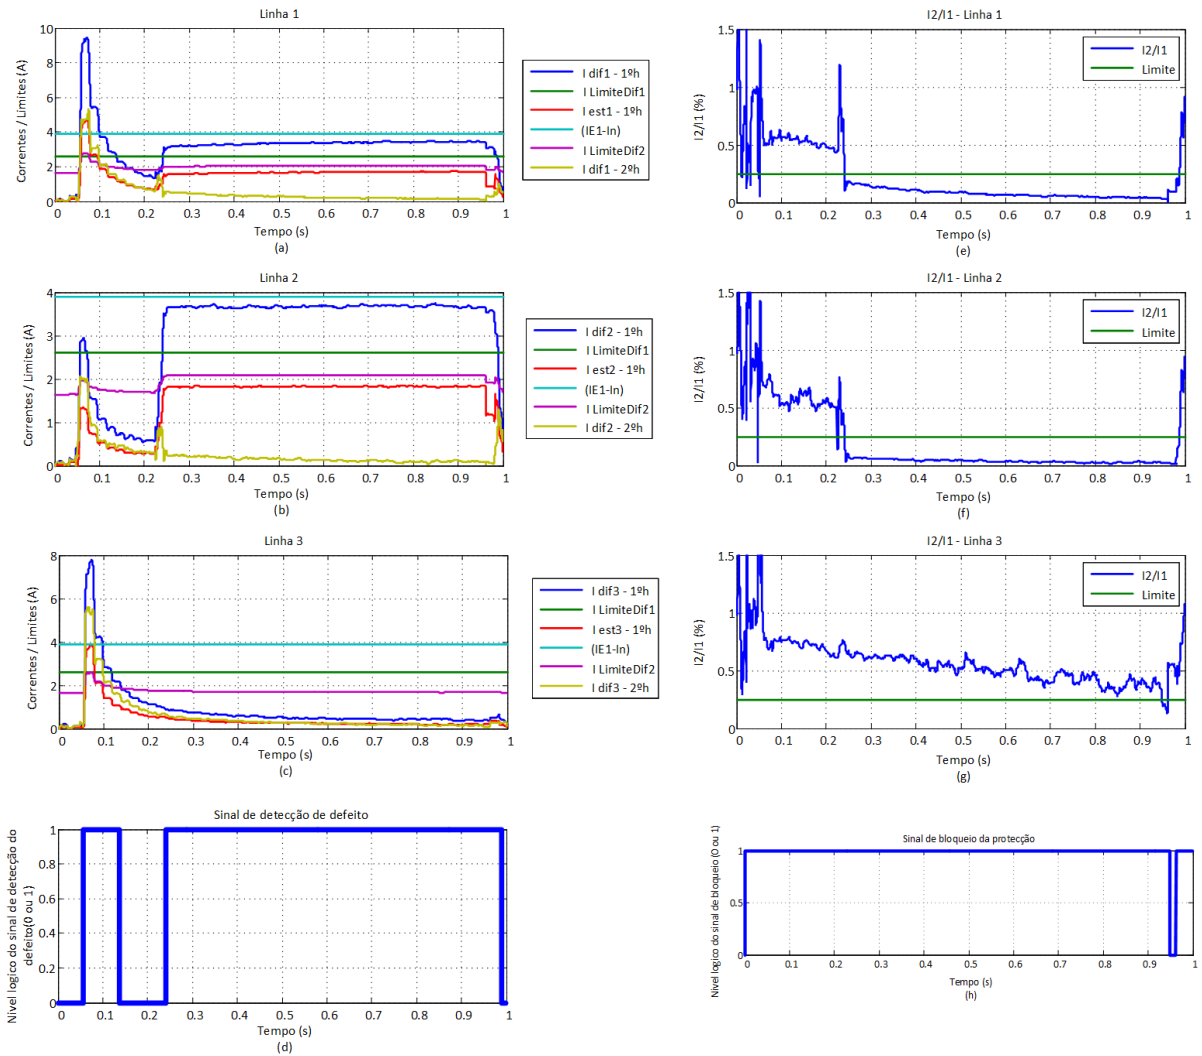 Linha 1
Correntes / Limites (A)
10
8
6
4
2
0
0 0.1 0.2 0.3 0.4 0.5 0.6 0.7 0.8 0.9 1
Tempo (s)
(a)
I dif1 - 1ºh
I LimiteDif1
I est1 - 1ºh
(IE1-In)
I LimiteDif2
I dif1 - 2ºh
I2/I1 - Linha 1
I2/I1 (%)
1.5
1
0.5
0
0 0.1 0.2 0.3 0.4 0.5 0.6 0.7 0.8 0.9 1
Tempo (s)
(e)
I2/I1
Limite
Linha 2
Correntes / Limites (A)
4
3
2
1
0
0 0.1 0.2 0.3 0.4 0.5 0.6 0.7 0.8 0.9 1
Tempo (s)
(b)
I dif2 - 1ºh
I LimiteDif1
I est2 - 1ºh
(IE1-In)
I LimiteDif2
I dif2 - 2ºh
I2/I1 - Linha 2
I2/I1 (%)
1.5
1
0.5
0
0 0.1 0.2 0.3 0.4 0.5 0.6 0.7 0.8 0.9 1
Tempo (s)
(f)
I2/I1
Limite
Linha 3
Correntes / Limites (A)
8
6
4
2
0
0 0.1 0.2 0.3 0.4 0.5 0.6 0.7 0.8 0.9 1
Tempo (s)
(c)
I dif3 - 1ºh
I LimiteDif1
I est3 - 1ºh
(IE1-In)
I LimiteDif2
I dif3 - 2ºh
I2/I1 - Linha 3
I2/I1 (%)
1.5
1
0.5
0
0 0.1 0.2 0.3 0.4 0.5 0.6 0.7 0.8 0.9 1
Tempo (s)
(g)
I2/I1
Limite
Sinal de detecção de defeito
Nível logico do sinal de detecção do
defeito(0 ou 1)
1
0.8
0.6
0.4
0.2
0
0 0.1 0.2 0.3 0.4 0.5 0.6 0.7 0.8 0.9 1
Tempo (s)
(d)
Sinal de bloqueio da protecção
Nível logico do sinal de bloqueio (0 ou 1)
1
0.5
0
0 0.1 0.2 0.3 0.4 0.5 0.6 0.7 0.8 0.9 1
Tempo (s)
(h)